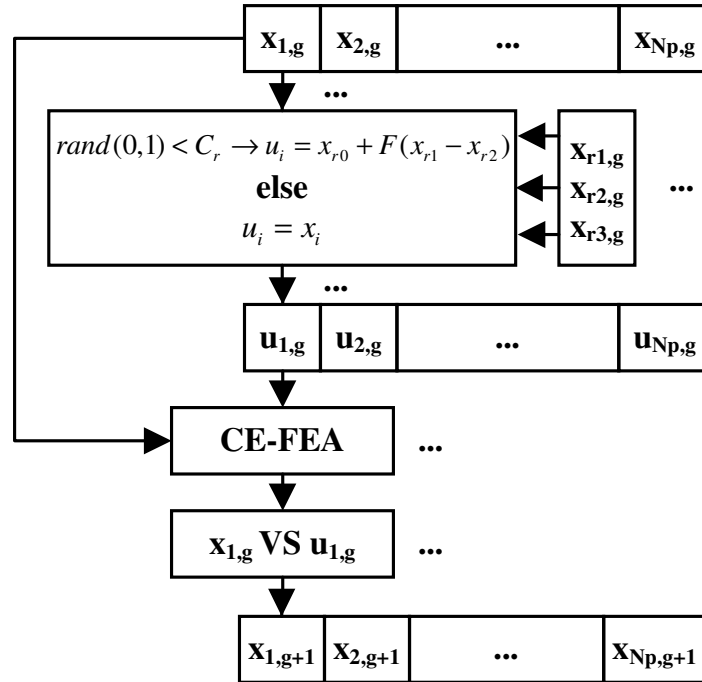 x1,g x2,g ... xNp,g
...
rand(0,1) < Cr → ui = xr0 + F(xr1 − xr2)
else
ui = xi
xr1,g
xr2,g
xr3,g
...
...
u1,g u2,g ... uNp,g
CE-FEA ...
x1,g VS u1,g ...
x1,g+1 x2,g+1 ... xNp,g+1